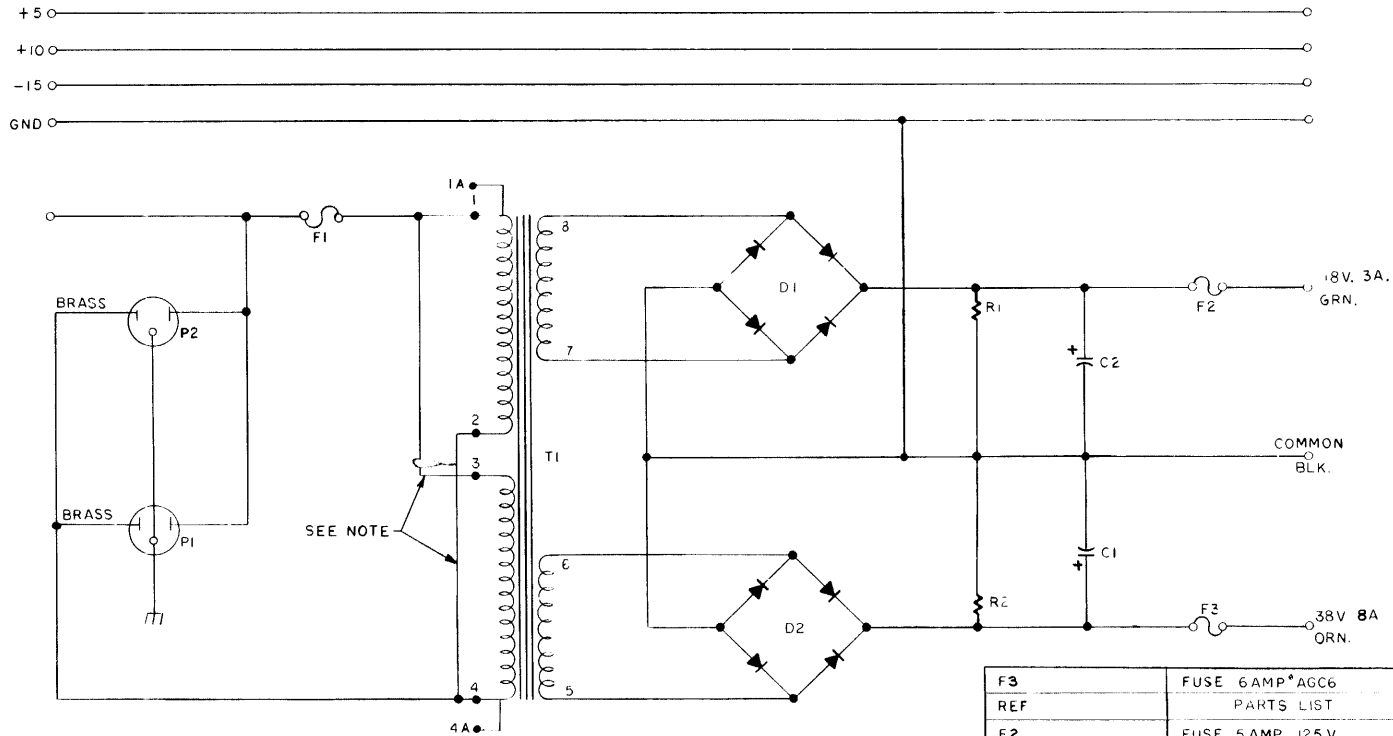 +5
+10
-15
GND
1A
1
F1
8
BRASS
P2
D1
R1
18V. 3A.
GRN.
F2
7
+
C2
2
3
T1
COMMON
BLK.
BRASS
P1
SEE NOTE
6
C1
+
R2
F3
38V 8A
ORN.
D2
4
5
4A
F3 FUSE 6AMP AGC6
REF PARTS LIST
F2 FUSE 5AMP 125V